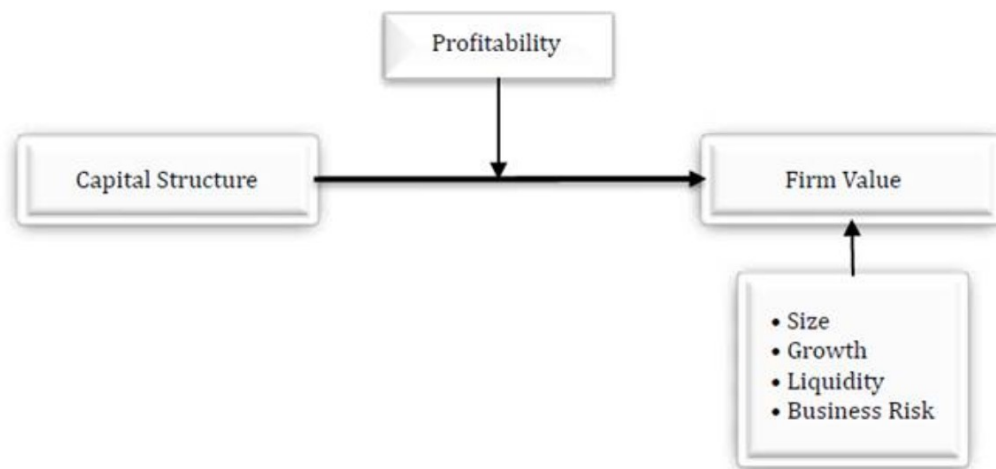 Profitability
Capital Structure
Firm Value
• Size
• Growth
• Liquidity
• Business Risk